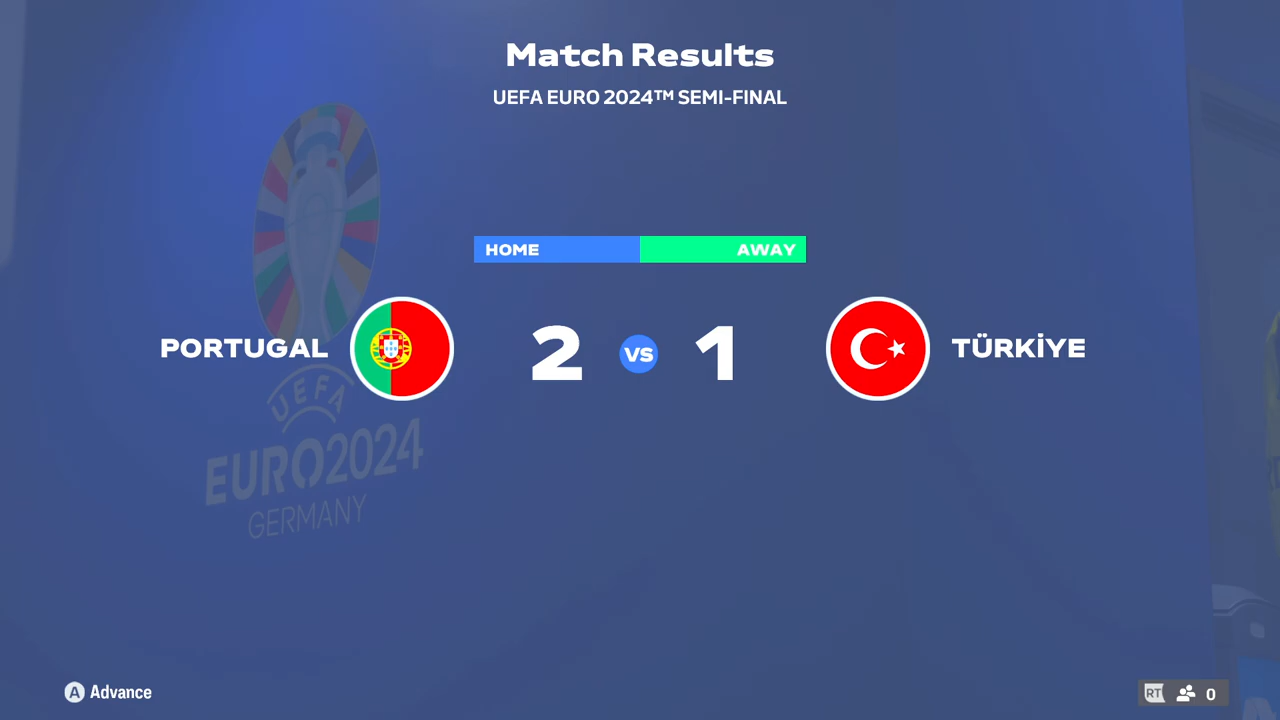 Match Results
UEFA EURO 2024™ SEMI-FINAL
HOME AWAY
PORTUGAL 2 VS 1 TÜRKİYE
UEFA
EURO2024
GERMANY
A Advance
RT 0